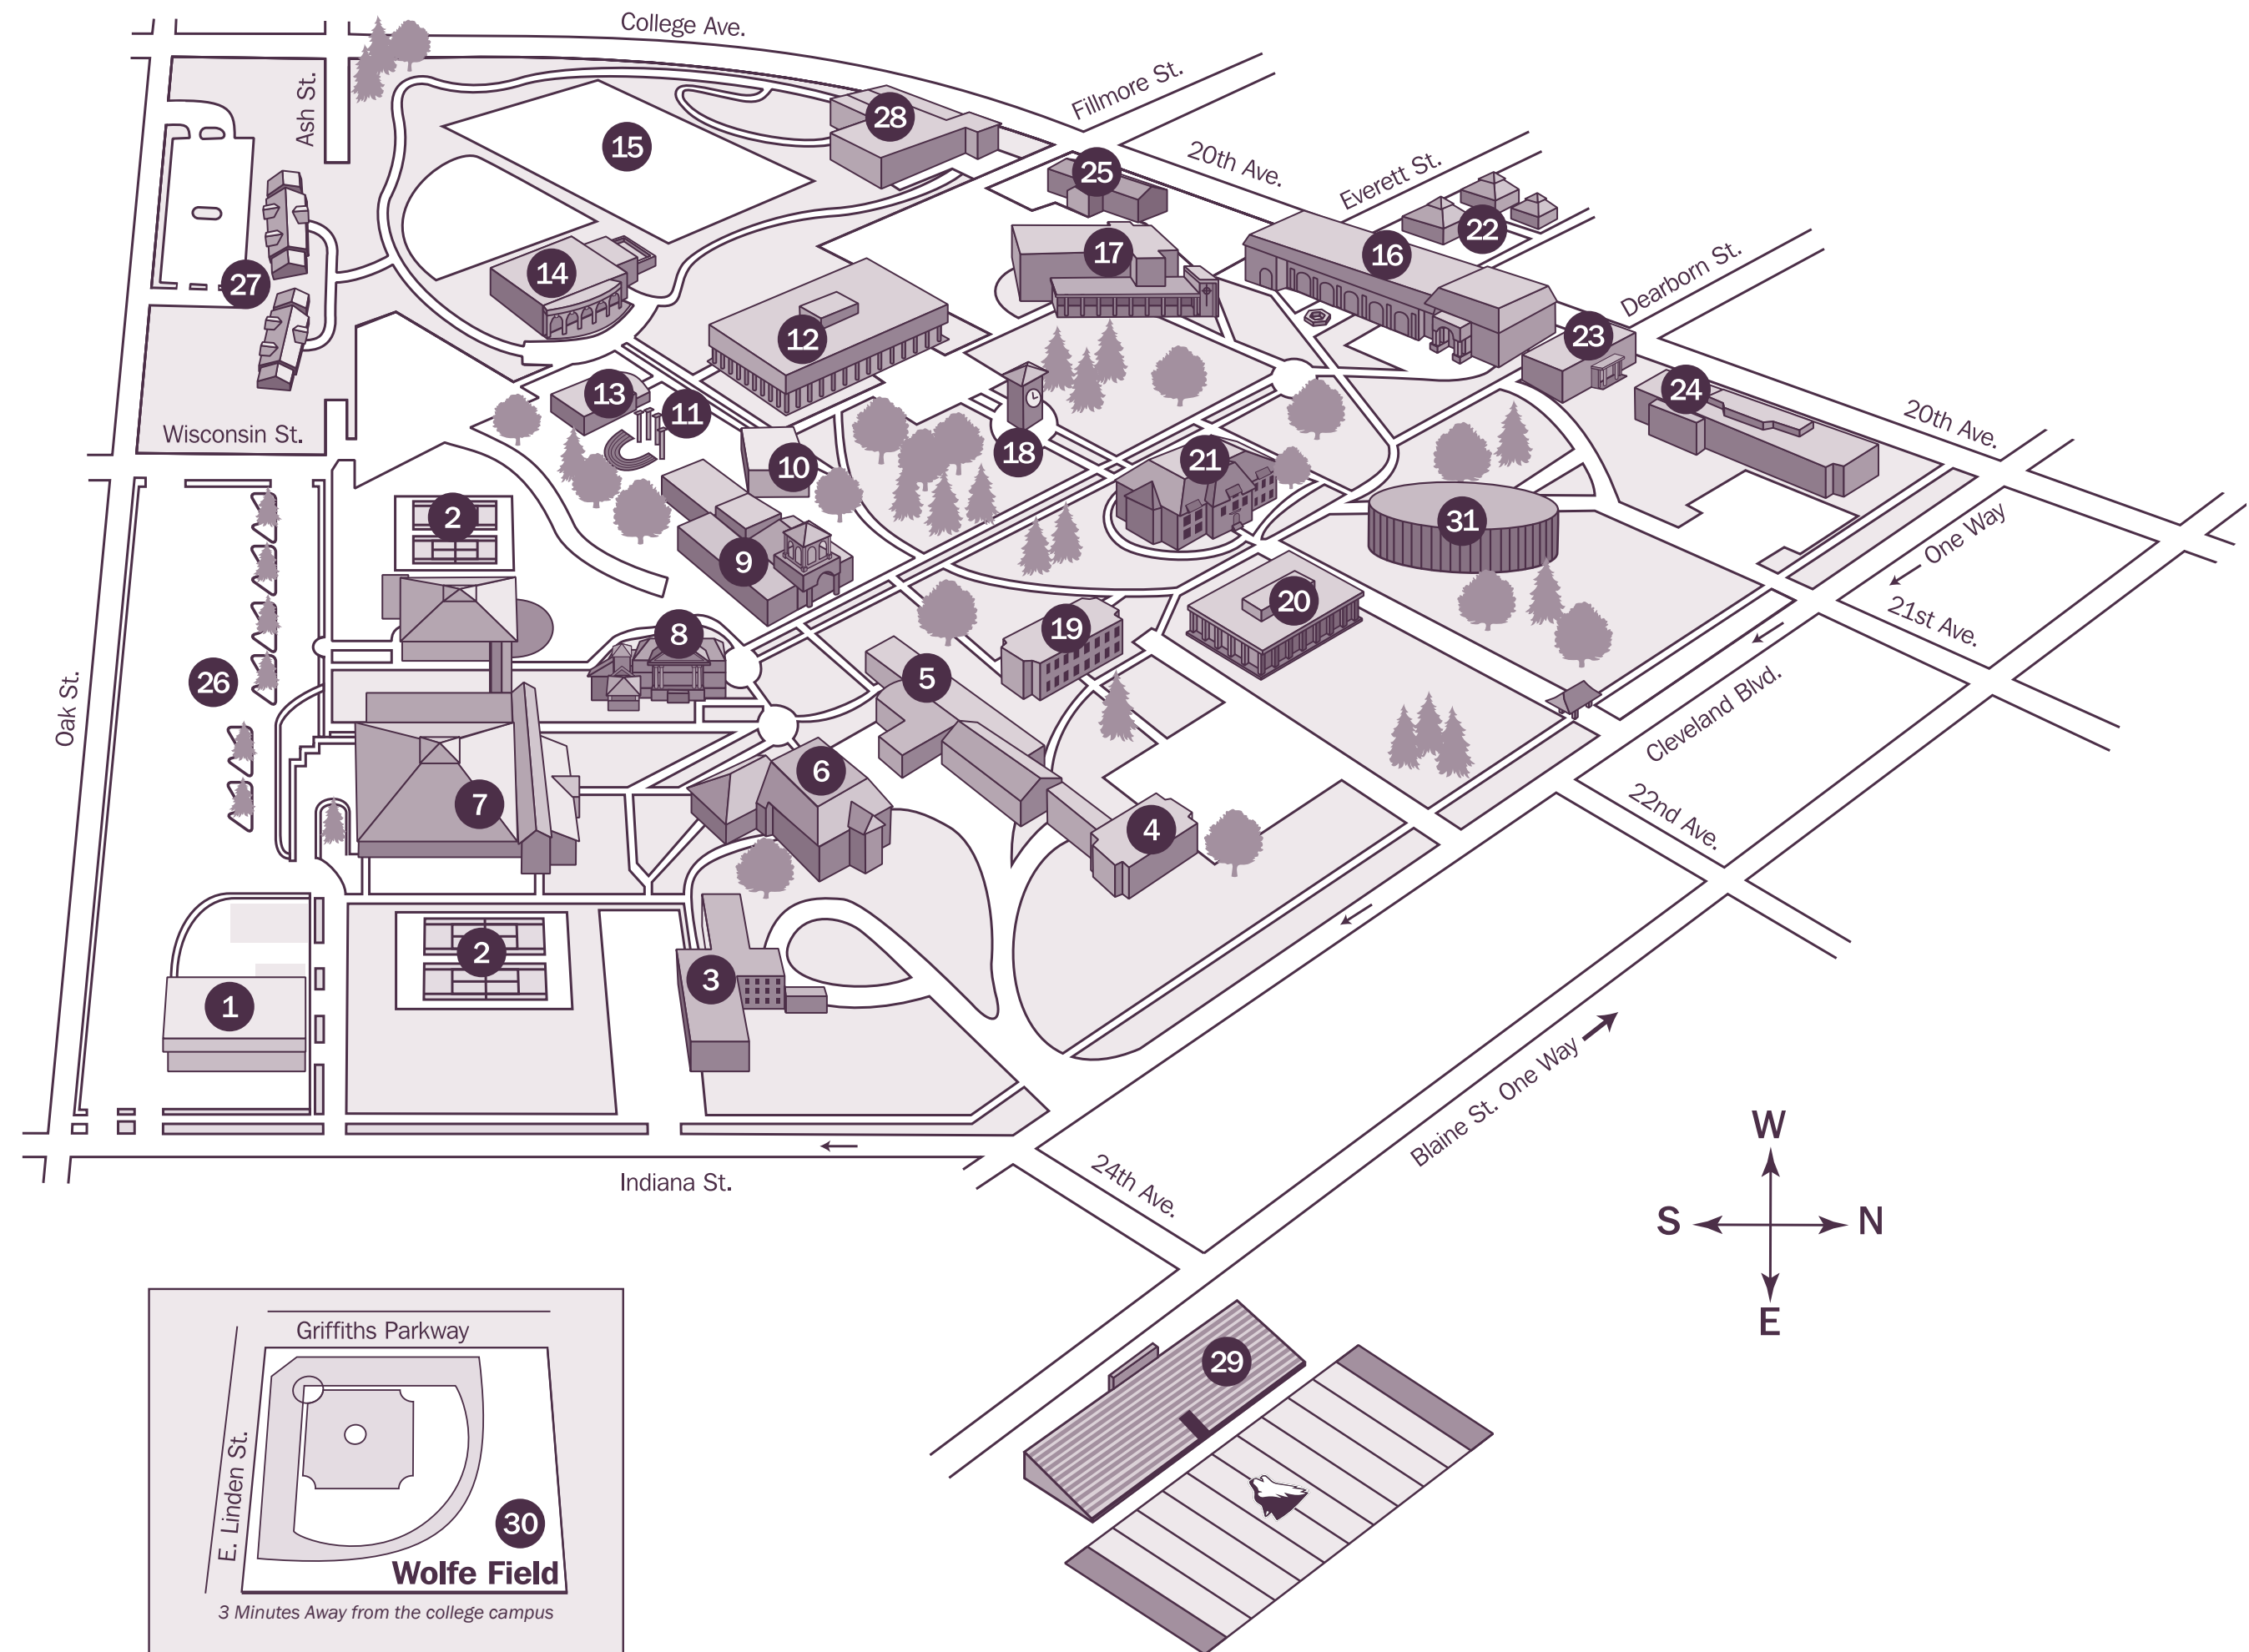 College Ave.
Fillmore St.
Ash St.
28
15
20th Ave.
25
Everett St.
22
17
16
27
14
Dearborn St.
12
23
24
13
11
20th Ave.
Wisconsin St.
18
21
10
2
31
One Way
9
20
21st Ave.
19
8
5
26
Oak St.
Cleveland Blvd.
6
7
22nd Ave.
4
2
3
1
Blaine St. One Way
W
Indiana St.
24th Ave.
S
N
E
Griffiths Parkway
29
E. Linden St.
30
Wolfe Field
3 Minutes Away from the college campus